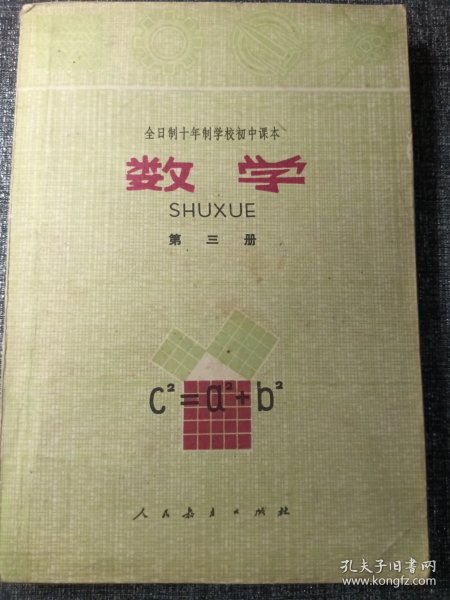 全日制十年制学校初中课本
数学
SHUXUE
第三册
c²=a²+b²
人民教育出版社
孔夫子旧书网
www.kongfz.com